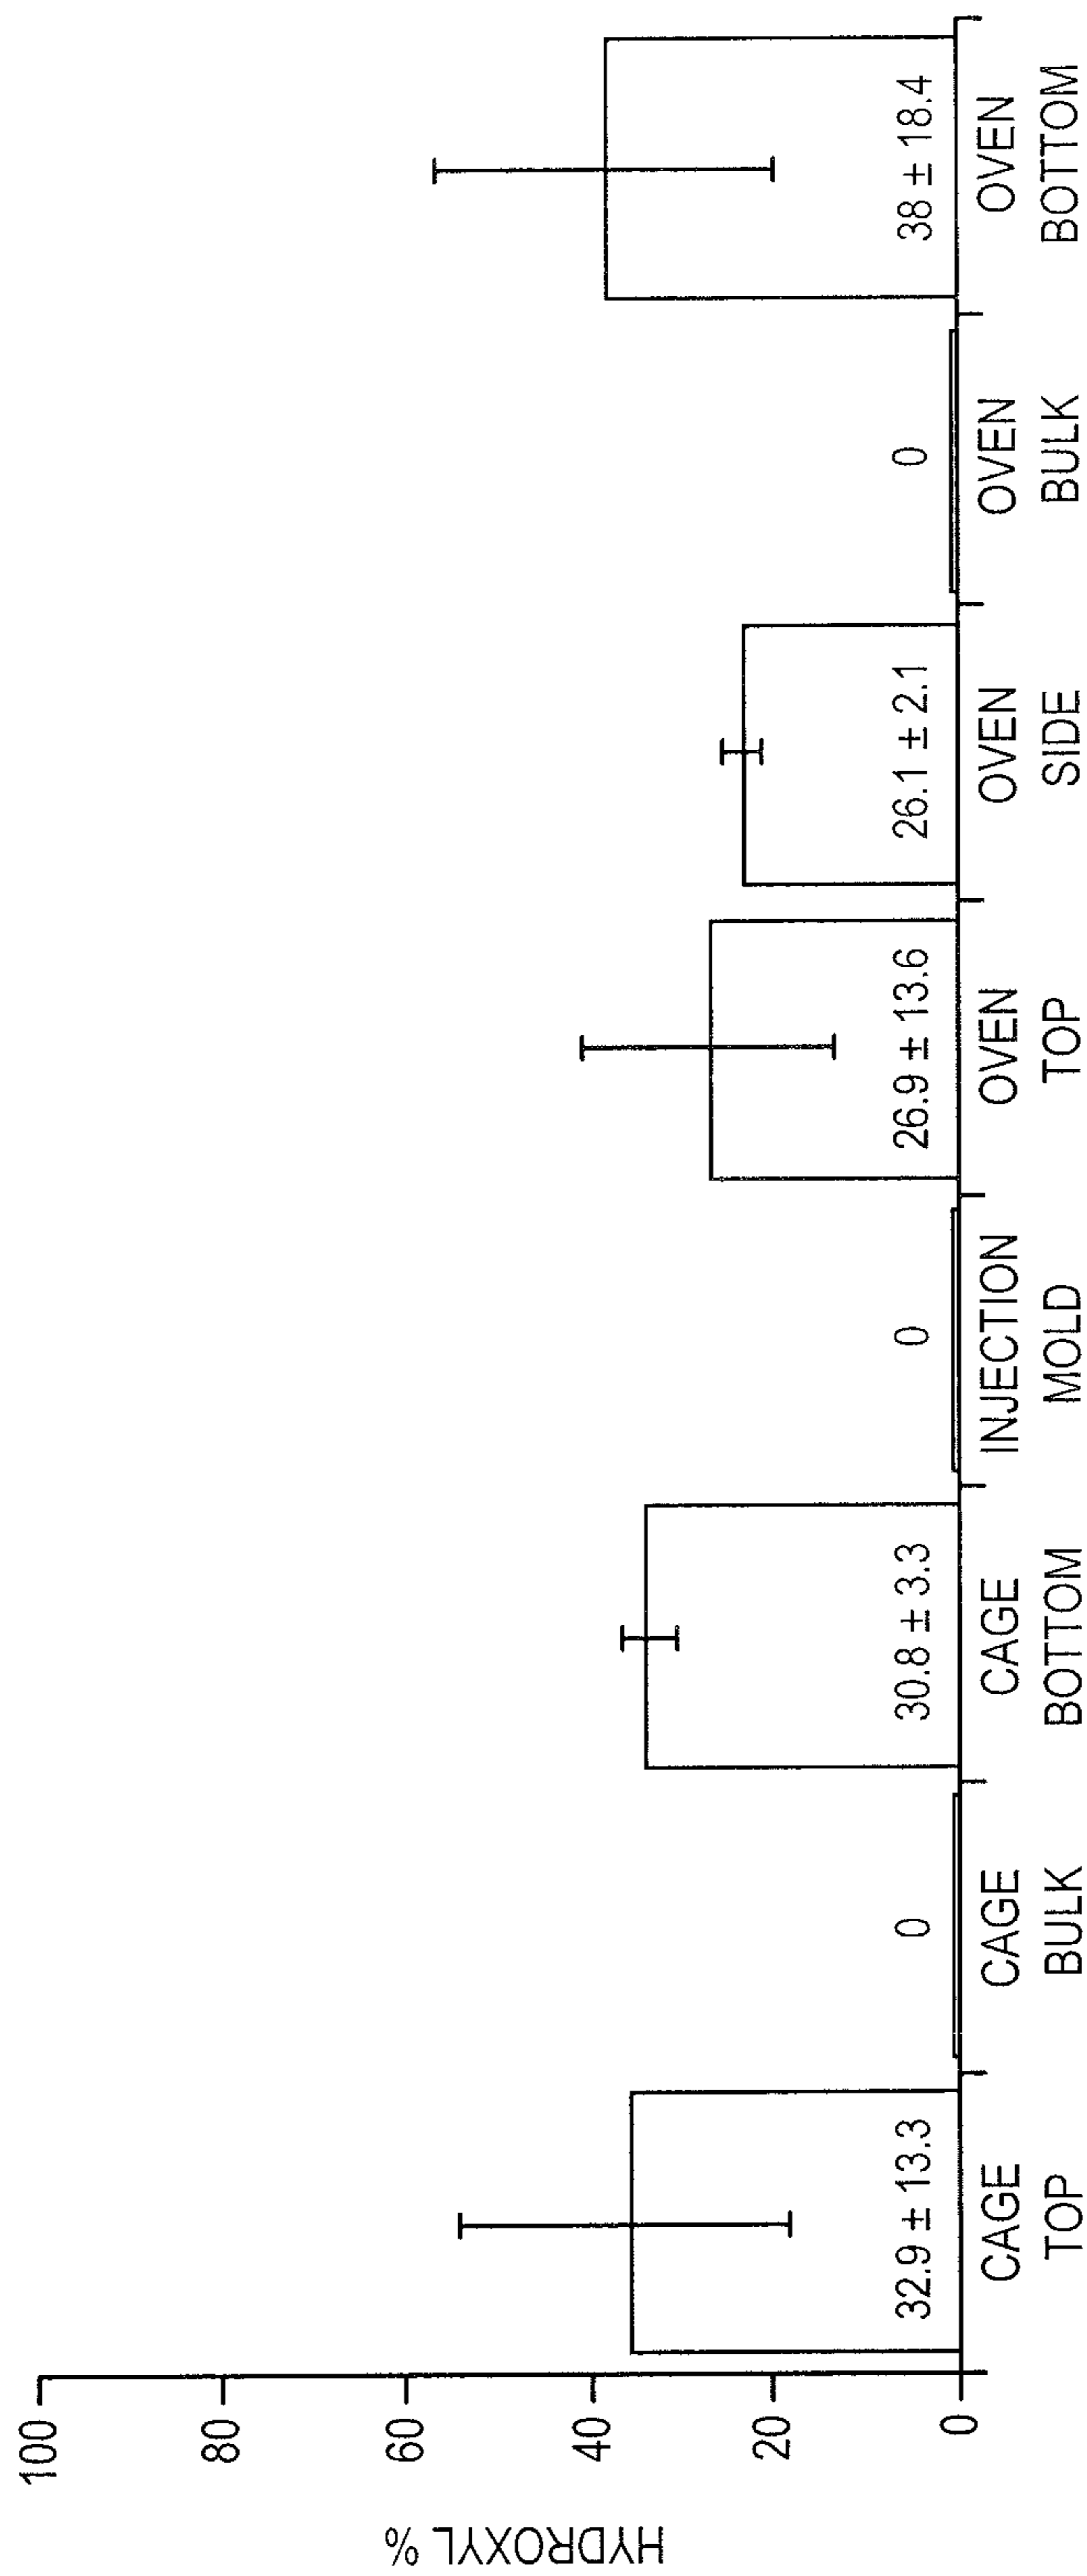 HYDROXYL %
100
80
60
40
20
0
32.9 ± 13.3
0
30.8 ± 3.3
0
26.9 ± 13.6
26.1 ± 2.1
0
38 ± 18.4
CAGE
TOP
CAGE
BULK
CAGE
BOTTOM
INJECTION
MOLD
OVEN
TOP
OVEN
SIDE
OVEN
BULK
OVEN
BOTTOM